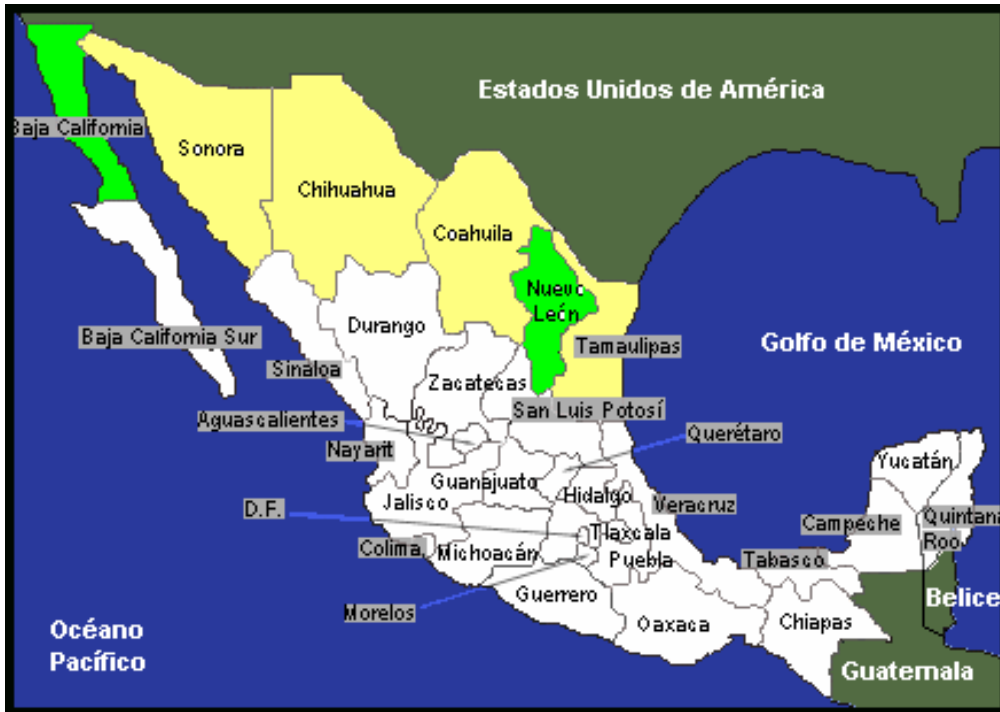 Estados Unidos de América
Baja California
Sonora
Chihuahua
Coahuila
Nuevo
León
Durango
Baja California Sur
Tamaulipas
Golfo de México
Sinaloa
Zacatecas
San Luis Potosí
Aguascalientes
Querétaro
Nayarit
Yucatán
Guanajuato
Jalisco
Hidalgo
D.F.
Veracruz
Campeche
Quintana
Roo
Tlaxcala
Colima
Michoacán
Puebla
Tabasco
Guerrero
Belice
Morelos
Oaxaca
Chiapas
Océano
Pacífico
Guatemala